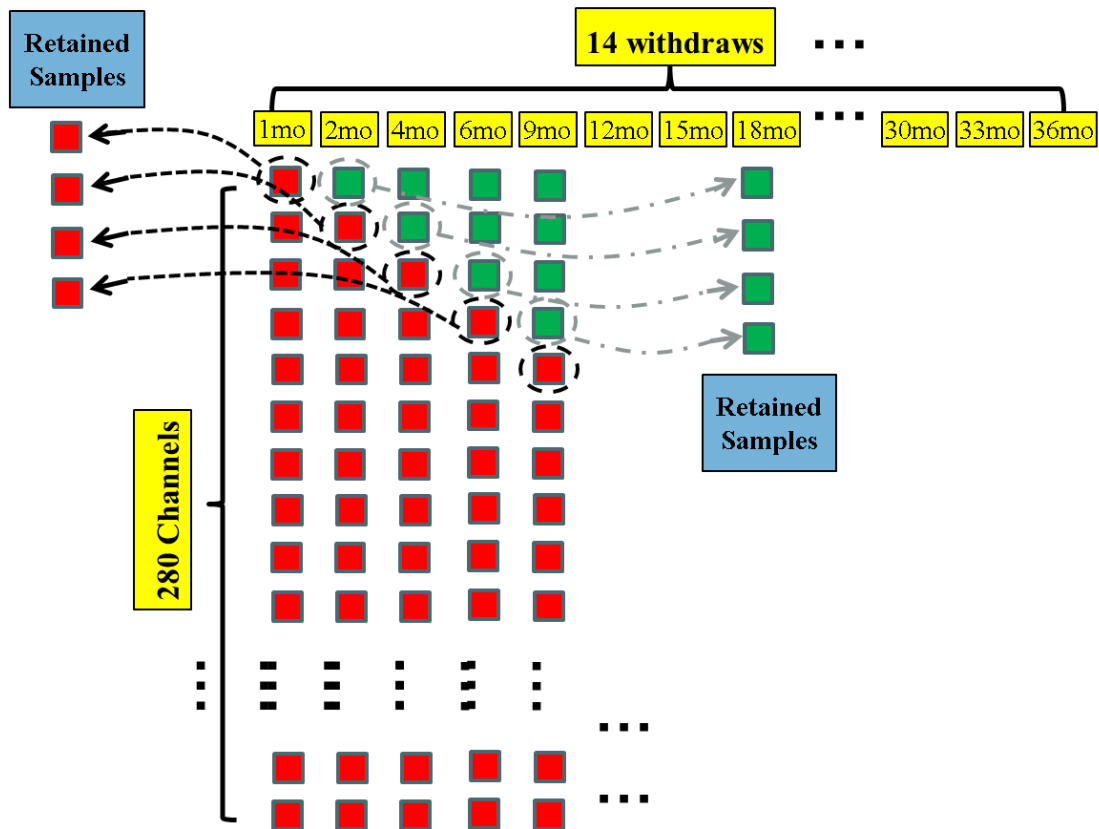 Retained
Samples
14 withdraws ...
1mo 2mo 4mo 6mo 9mo 12mo 15mo 18mo ... 30mo 33mo 36mo
280 Channels
Retained
Samples